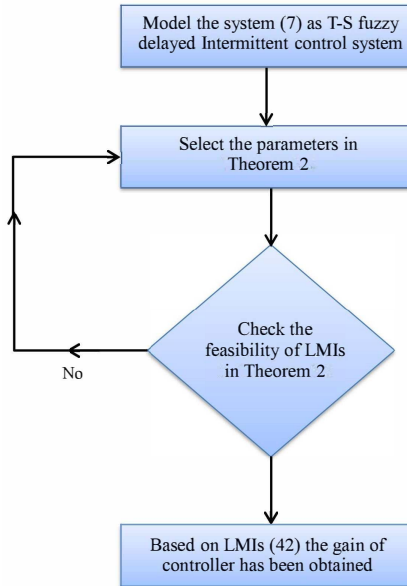 Model the system (7) as T-S fuzzy
delayed Intermittent control system
Select the parameters in
Theorem 2
Check the
feasibility of LMIs
in Theorem 2
No
Based on LMIs (42) the gain of
controller has been obtained